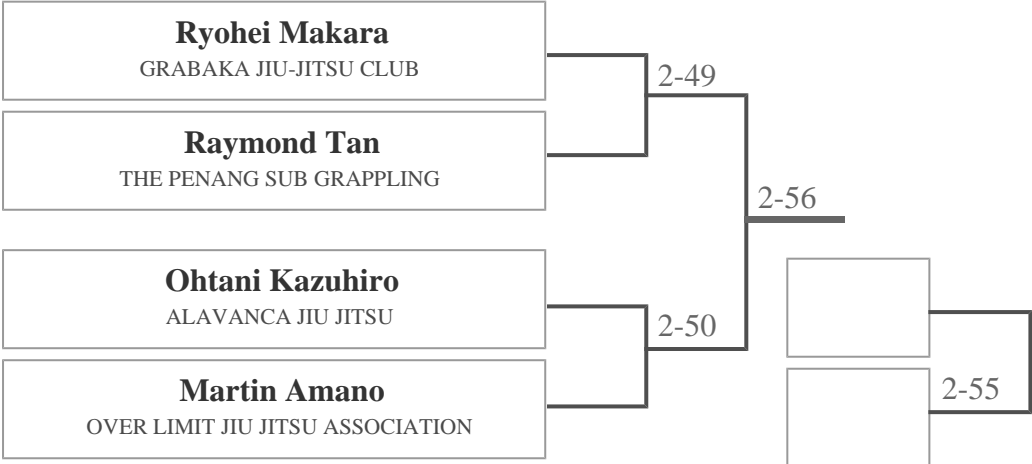 Ryohei Makara
GRABAKA JIU-JITSU CLUB
2-49
Raymond Tan
THE PENANG SUB GRAPPLING
2-56
Ohtani Kazuhiro
ALAVANCA JIU JITSU
2-50
Martin Amano
OVER LIMIT JIU JITSU ASSOCIATION
2-55